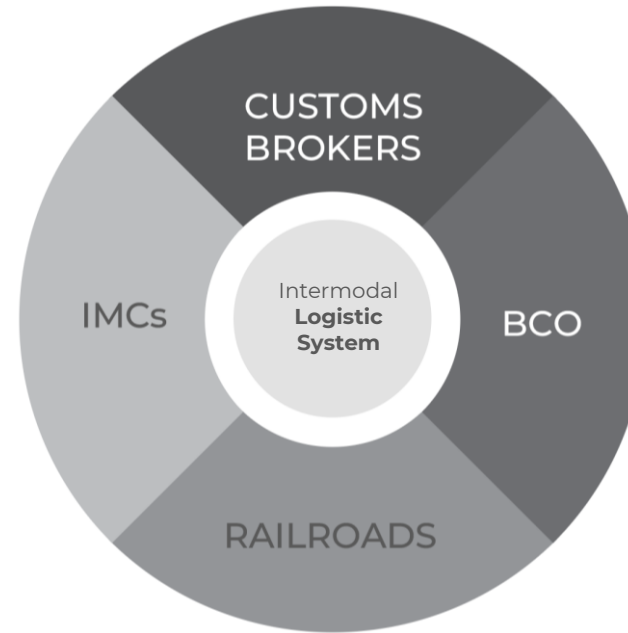 CUSTOMS
BROKERS
IMCs
Intermodal
Logistic
System
BCO
RAILROADS